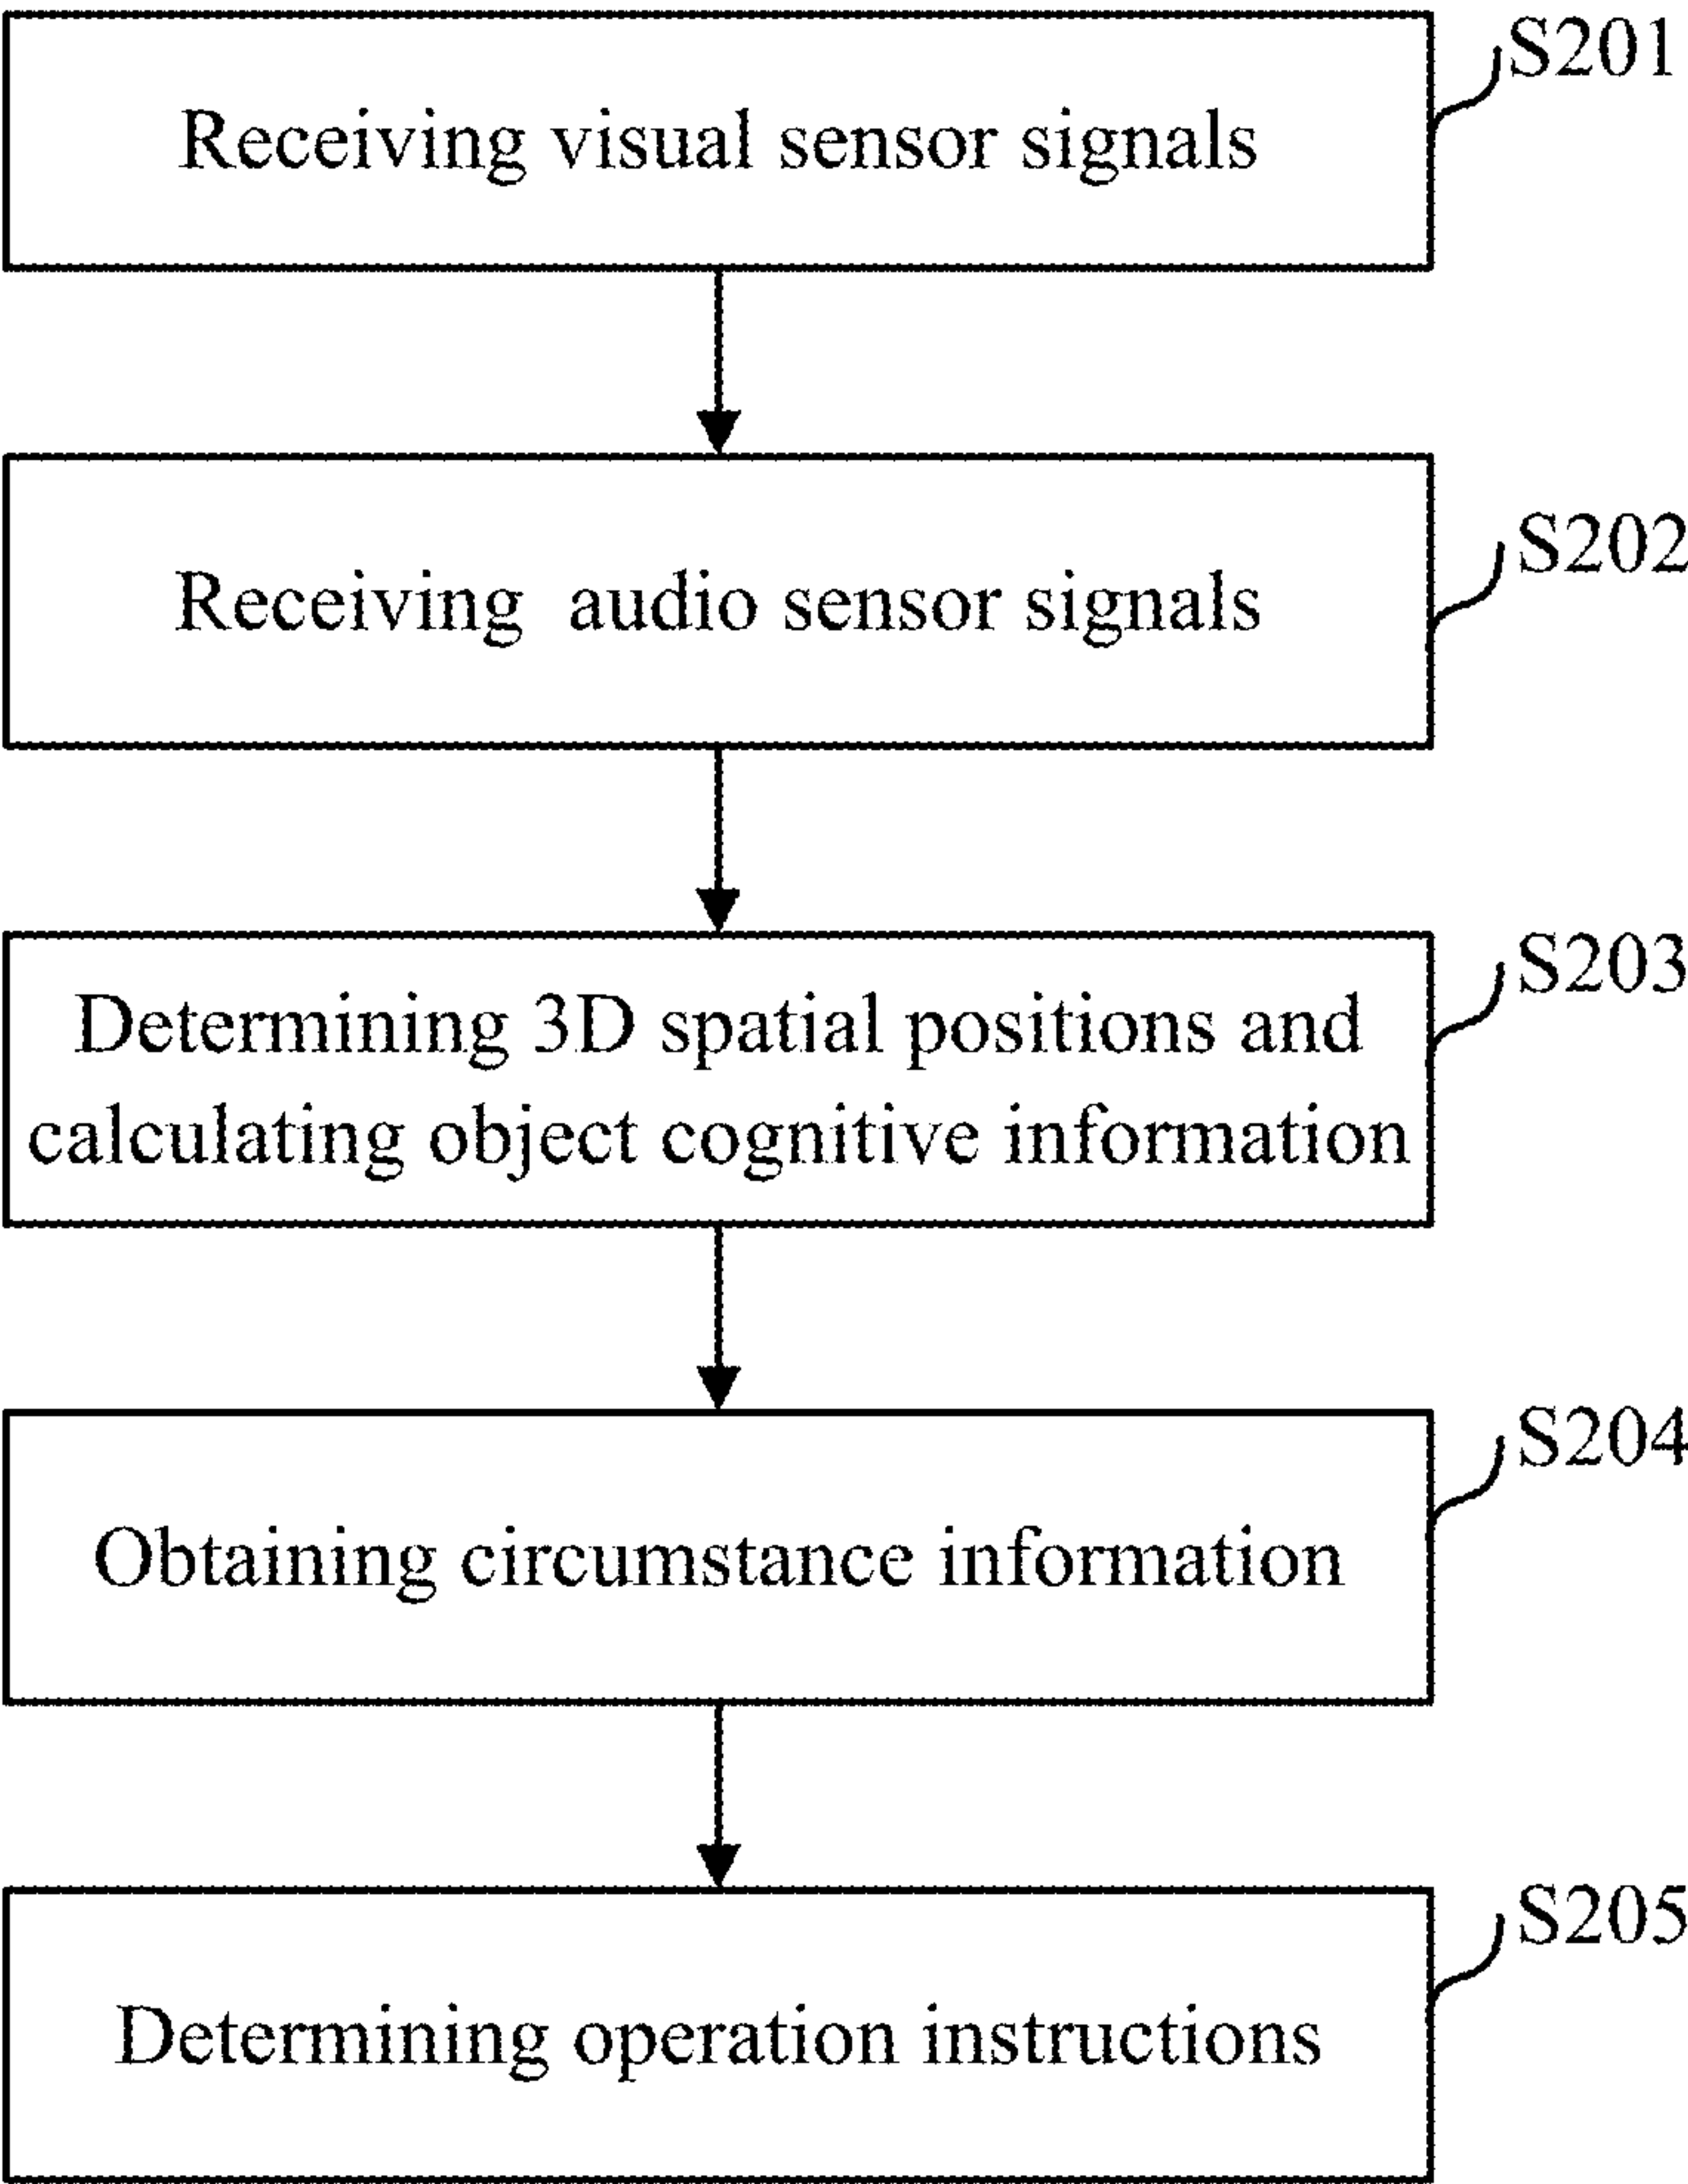 S201
Receiving visual sensor signals
S202
Receiving audio sensor signals
S203
Determining 3D spatial positions and
calculating object cognitive information
S204
Obtaining circumstance information
S205
Determining operation instructions